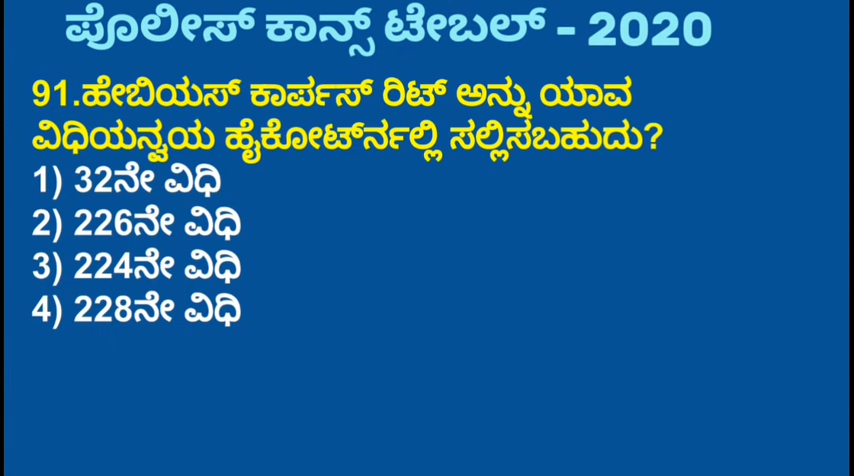 ಪೊಲೀಸ್ ಕಾನ್ಸ್ ಟೇಬಲ್ - 2020
91.ಹೇಬಿಯಸ್ ಕಾರ್ಪಸ್ ರಿಟ್ ಅನ್ನು ಯಾವ
ವಿಧಿಯನ್ವಯ ಹೈಕೋರ್ಟ್‌ರ್ನಲ್ಲಿ ಸಲ್ಲಿಸಬಹುದು?
1) 32ನೇ ವಿಧಿ
2) 226ನೇ ವಿಧಿ
3) 224ನೇ ವಿಧಿ
4) 228ನೇ ವಿಧಿ